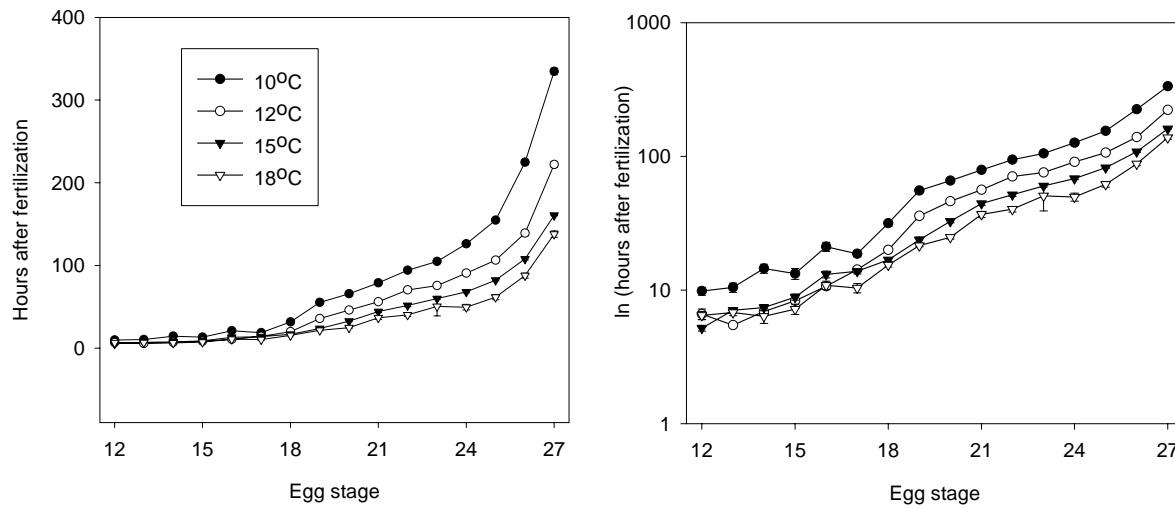 Hours after fertilization
400
300
200
100
0
10ºC
12ºC
15ºC
18ºC
12 15 18 21 24 27
Egg stage
ln (hours after fertilization)
1000
100
10
1
12 15 18 21 24 27
Egg stage